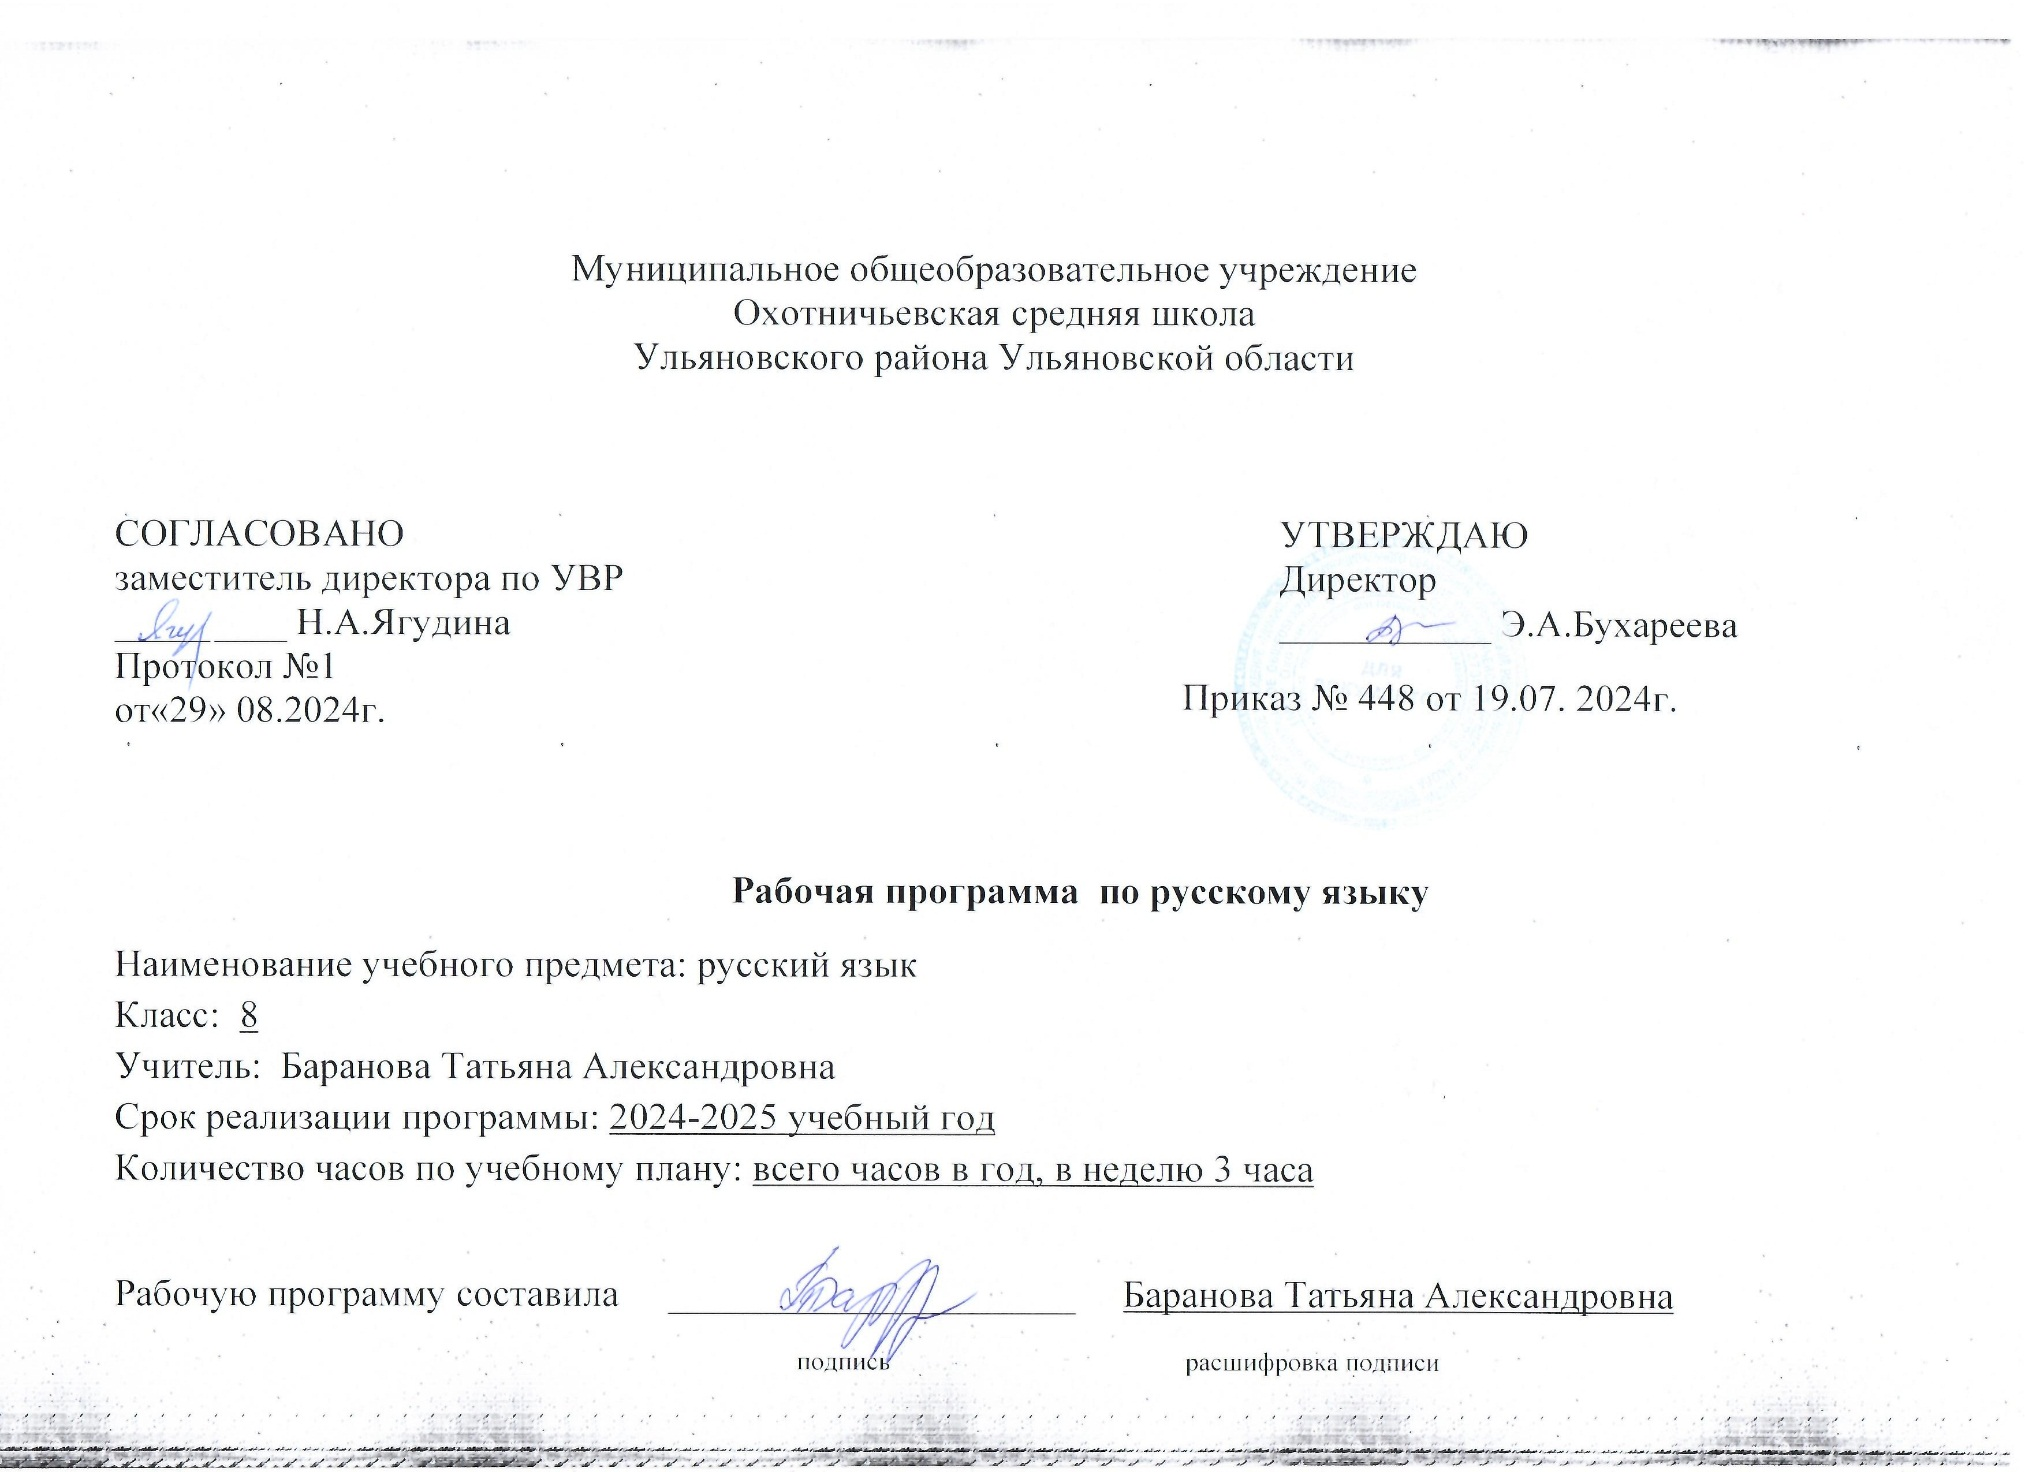 Муниципальное общеобразовательное учреждение
Охотничьевская средняя школа
Ульяновского района Ульяновской области
СОГЛАСОВАНО
заместитель директора по УВР
Н.А.Ягудина
Протокол №1
от«29» 08.2024г.
УТВЕРЖДАЮ
Директор
Э.А.Бухареева
для
Приказ № 448 от 19.07. 2024г.
Рабочая программа по русскому языку
Наименование учебного предмета: русский язык
Класс: 8
Учитель: Баранова Татьяна Александровна
Срок реализации программы: 2024-2025 учебный год
Количество часов по учебному плану: всего часов в год, в неделю 3 часа
Рабочую программу составила Баранова Татьяна Александровна
подпись расшифровка подписи